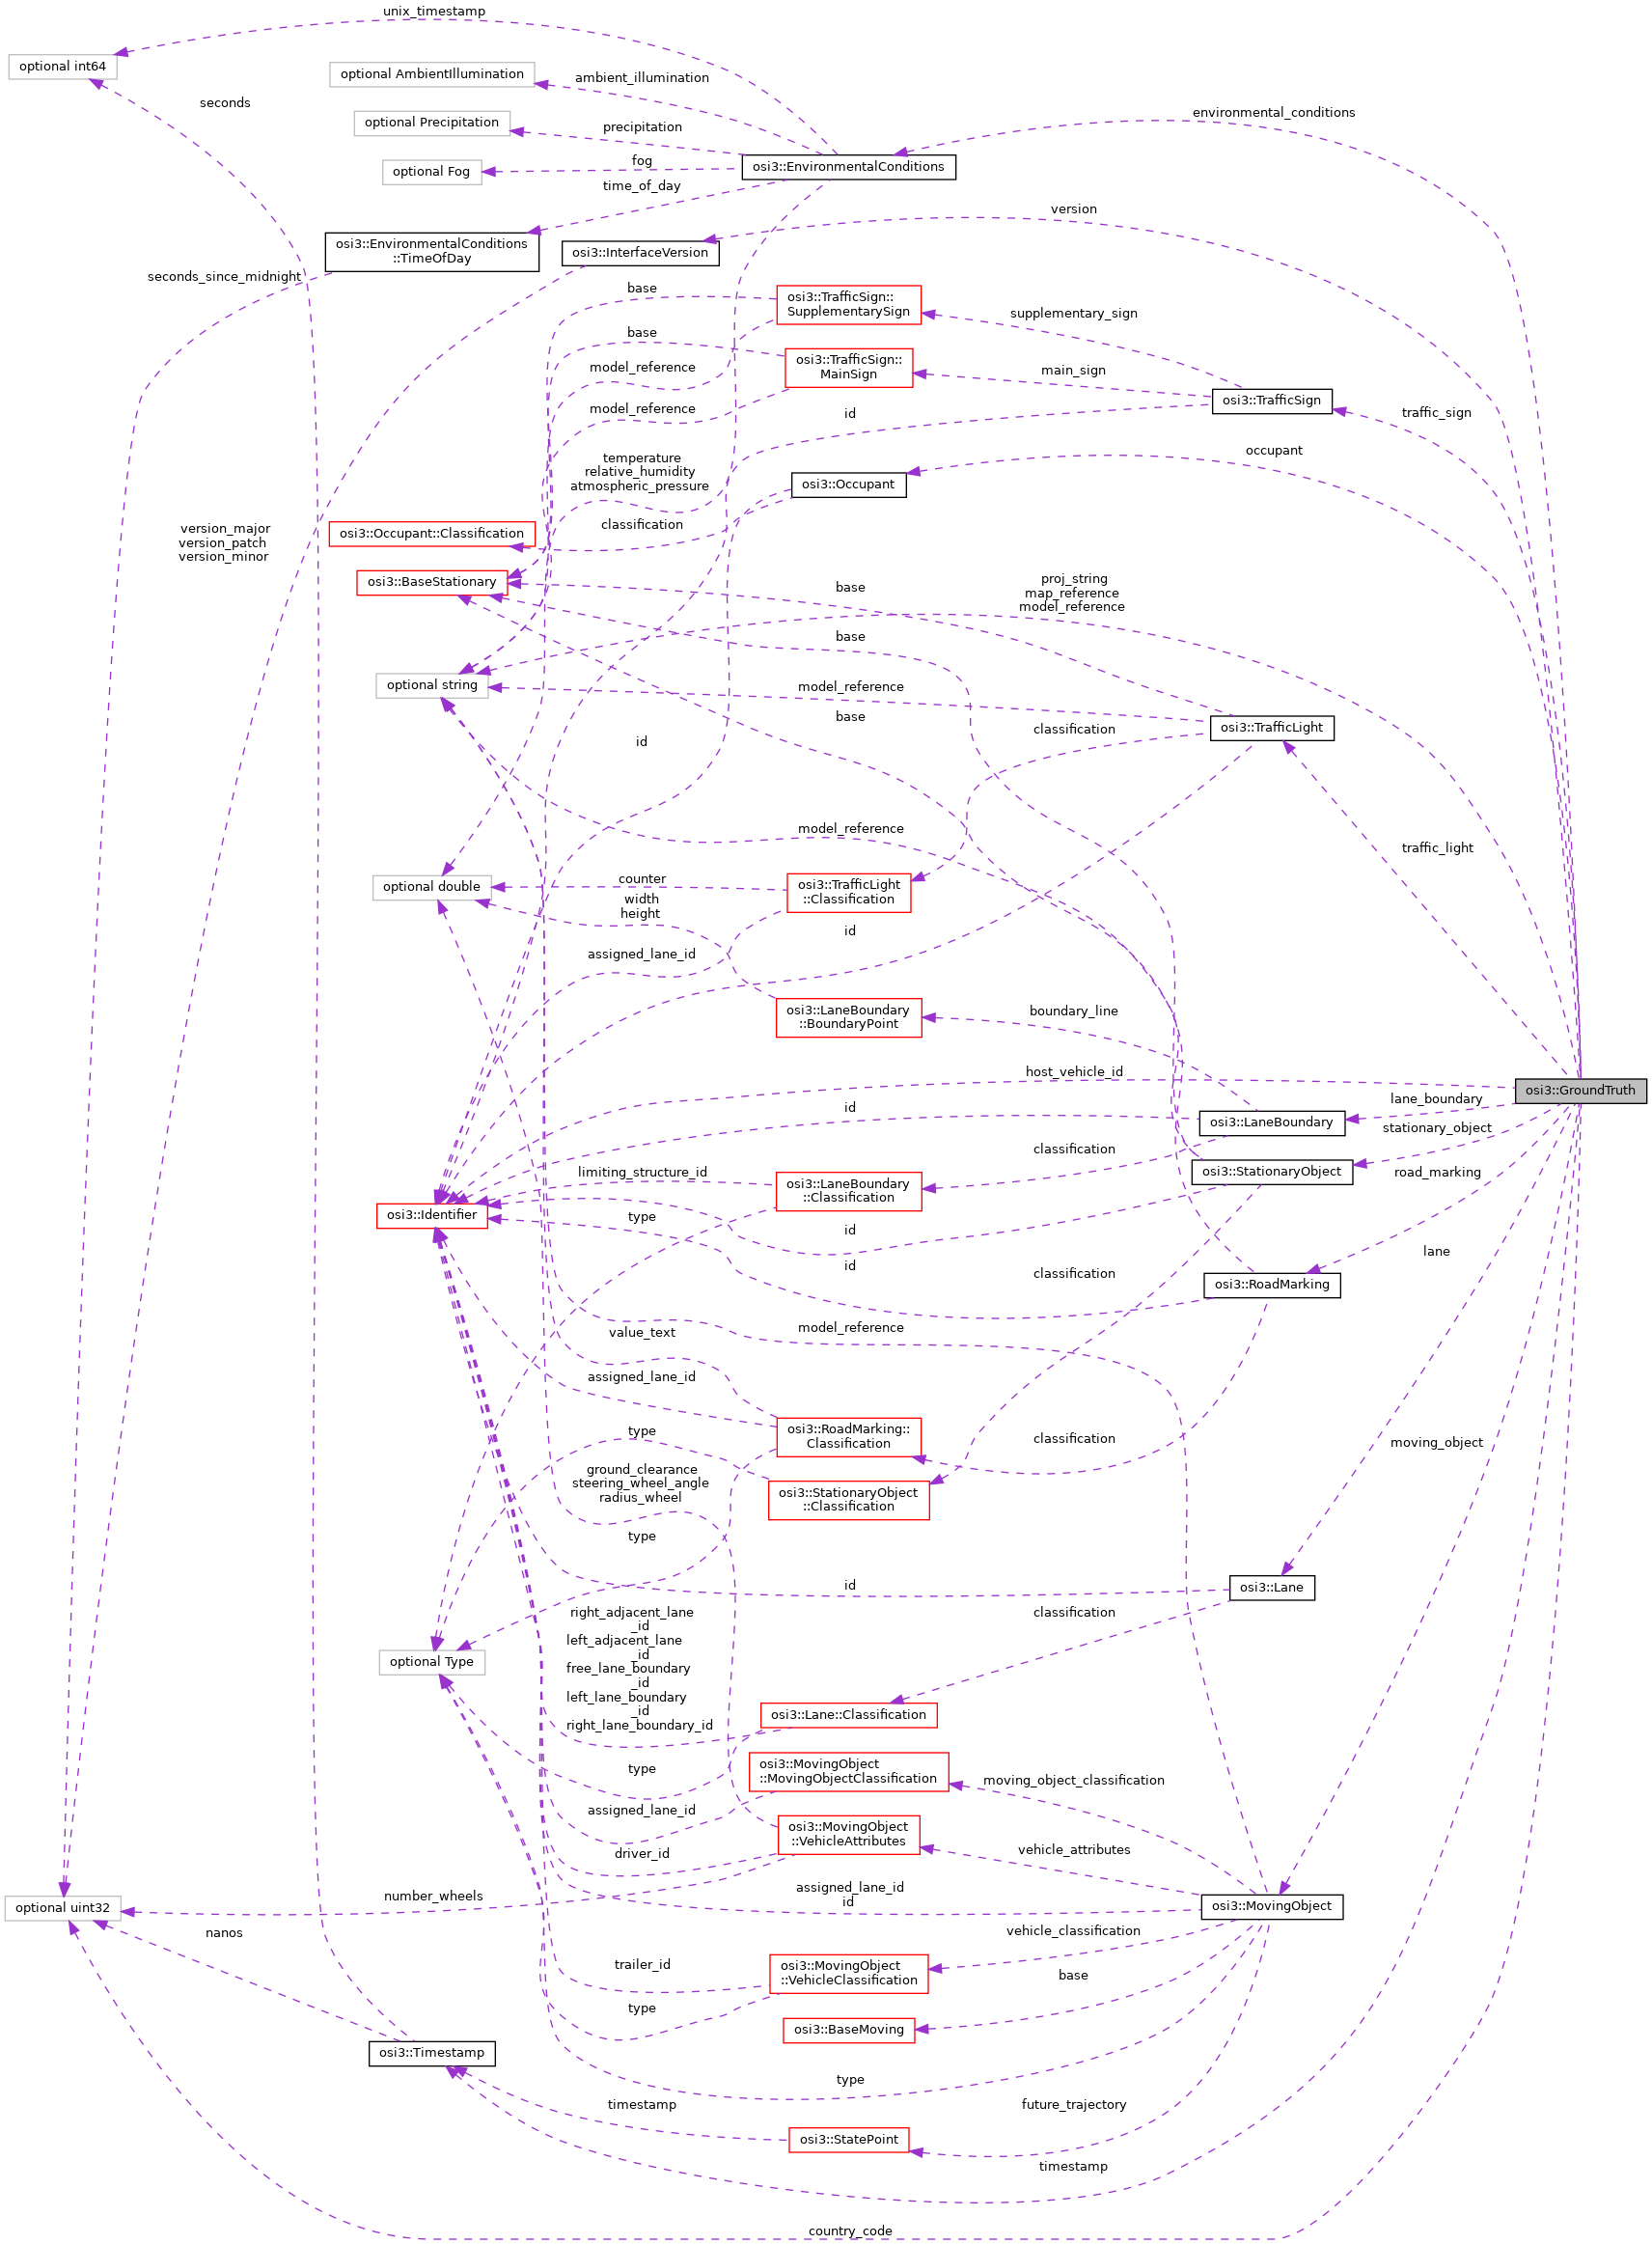 unix_timestamp
optional int64
optional AmbientIllumination
ambient_illumination
seconds
environmental_conditions
optional Precipitation
precipitation
fog
optional Fog
osi3::EnvironmentalConditions
time_of_day
version
osi3::EnvironmentalConditions
::TimeOfDay
osi3::InterfaceVersion
seconds_since_midnight
base
osi3::TrafficSign::
SupplementarySign
supplementary_sign
base
osi3::TrafficSign::
MainSign
model_reference
main_sign
osi3::TrafficSign
model_reference
id
traffic_sign
occupant
temperature
relative_humidity
atmospheric_pressure
osi3::Occupant
version_major
version_patch
version_minor
osi3::Occupant::Classification
classification
osi3::BaseStationary
base
proj_string
map_reference
model_reference
base
optional string
model_reference
base
classification
osi3::TrafficLight
id
model_reference
traffic_light
optional double
counter
osi3::TrafficLight
::Classification
width
height
id
assigned_lane_id
osi3::LaneBoundary
::BoundaryPoint
boundary_line
host_vehicle_id
osi3::GroundTruth
id
lane_boundary
osi3::LaneBoundary
stationary_object
classification
limiting_structure_id
osi3::LaneBoundary
::Classification
osi3::StationaryObject
road_marking
osi3::Identifier
type
id
lane
id
classification
osi3::RoadMarking
value_text
model_reference
assigned_lane_id
type
osi3::RoadMarking::
Classification
classification
moving_object
ground_clearance
steering_wheel_angle
radius_wheel
osi3::StationaryObject
::Classification
type
id
osi3::Lane
right_adjacent_lane
_id
left_adjacent_lane
_id
free_lane_boundary
_id
left_lane_boundary
_id
right_lane_boundary_id
classification
optional Type
osi3::Lane::Classification
type
osi3::MovingObject
::MovingObjectClassification
moving_object_classification
assigned_lane_id
osi3::MovingObject
::VehicleAttributes
vehicle_attributes
driver_id
optional uint32
number_wheels
assigned_lane_id
id
osi3::MovingObject
nanos
vehicle_classification
trailer_id
osi3::MovingObject
::VehicleClassification
base
type
osi3::BaseMoving
osi3::Timestamp
type
timestamp
future_trajectory
osi3::StatePoint
timestamp
country_code